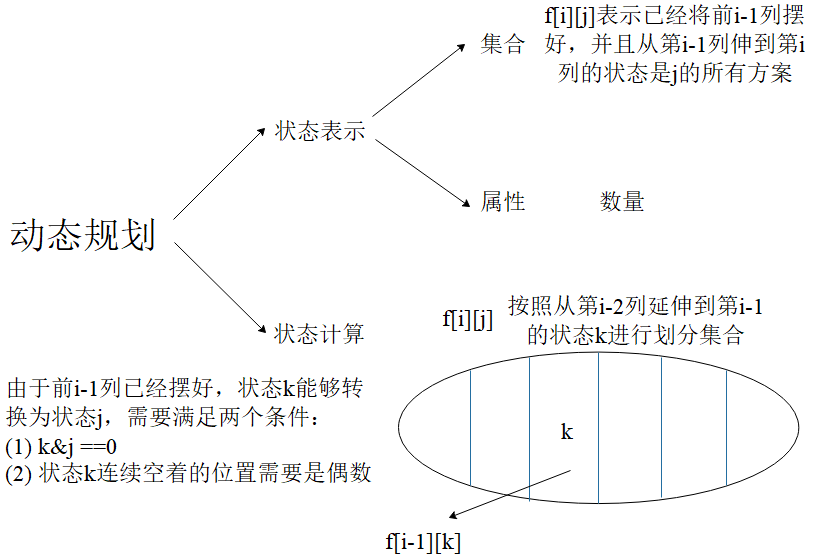 f[i][j]表示已经将前i-1列摆
集合
好，并且从第i-1列伸到第i
列的状态是j的所有方案
状态表示
属性
数量
动态规划
状态计算
f[i][j]
按照从第i-2列延伸到第i-1
的状态k进行划分集合
由于前i-1列已经摆好，状态k能够转
换为状态j，需要满足两个条件：
(1) k&j ==0
(2) 状态k连续空着的位置需要是偶数
k
f[i-1][k]